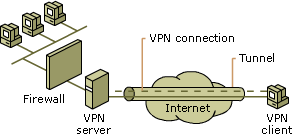 VPN connection
Tunnel
Firewall
VPN
server
Internet
VPN
client